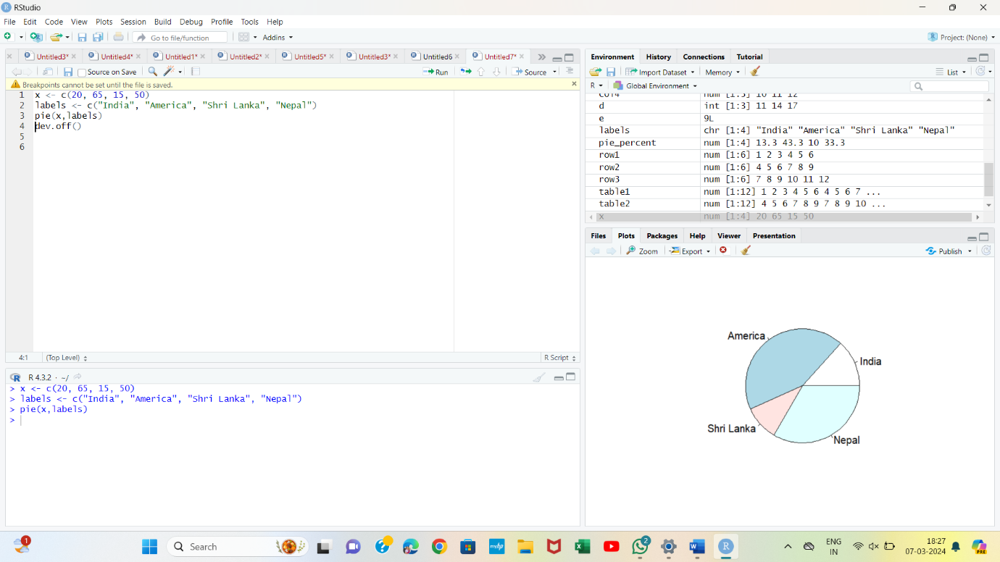 RStudio
File Edit Code View Plots Session Build Debug Profile Tools Help
Go to file/function Addins Project: (None)
Untitled3* Untitled4* Untitled1* Untitled2* Untitled5* Untitled3* Untitled6 Untitled7*
Source on Save Run Source
Breakpoints cannot be set until the file is saved.
1 x <- c(20, 65, 15, 50)
2 labels <- c("India", "America", "Shri Lanka", "Nepal")
3 pie(x,labels)
4 dev.off()
5
6
4:1 (Top Level) R Script
R 4.3.2 · ~/
> x <- c(20, 65, 15, 50)
> labels <- c("India", "America", "Shri Lanka", "Nepal")
> pie(x,labels)
>
Environment History Connections Tutorial
Import Dataset Memory List
R Global Environment
col4 num [1:3] 10 11 12
d int [1:3] 11 14 17
e 9L
labels chr [1:4] "India" "America" "Shri Lanka" "Nepal"
pie_percent num [1:4] 13.3 43.3 10 33.3
row1 num [1:6] 1 2 3 4 5 6
row2 num [1:6] 4 5 6 7 8 9
row3 num [1:6] 7 8 9 10 11 12
table1 num [1:12] 1 2 3 4 5 6 4 5 6 7 ...
table2 num [1:12] 4 5 6 7 8 9 7 8 9 10 ...
x num [1:4] 20 65 15 50
Files Plots Packages Help Viewer Presentation
Zoom Export Publish
America
India
Shri Lanka
Nepal
1 Search 2 ENG IN 18:27 07-03-2024 PRE